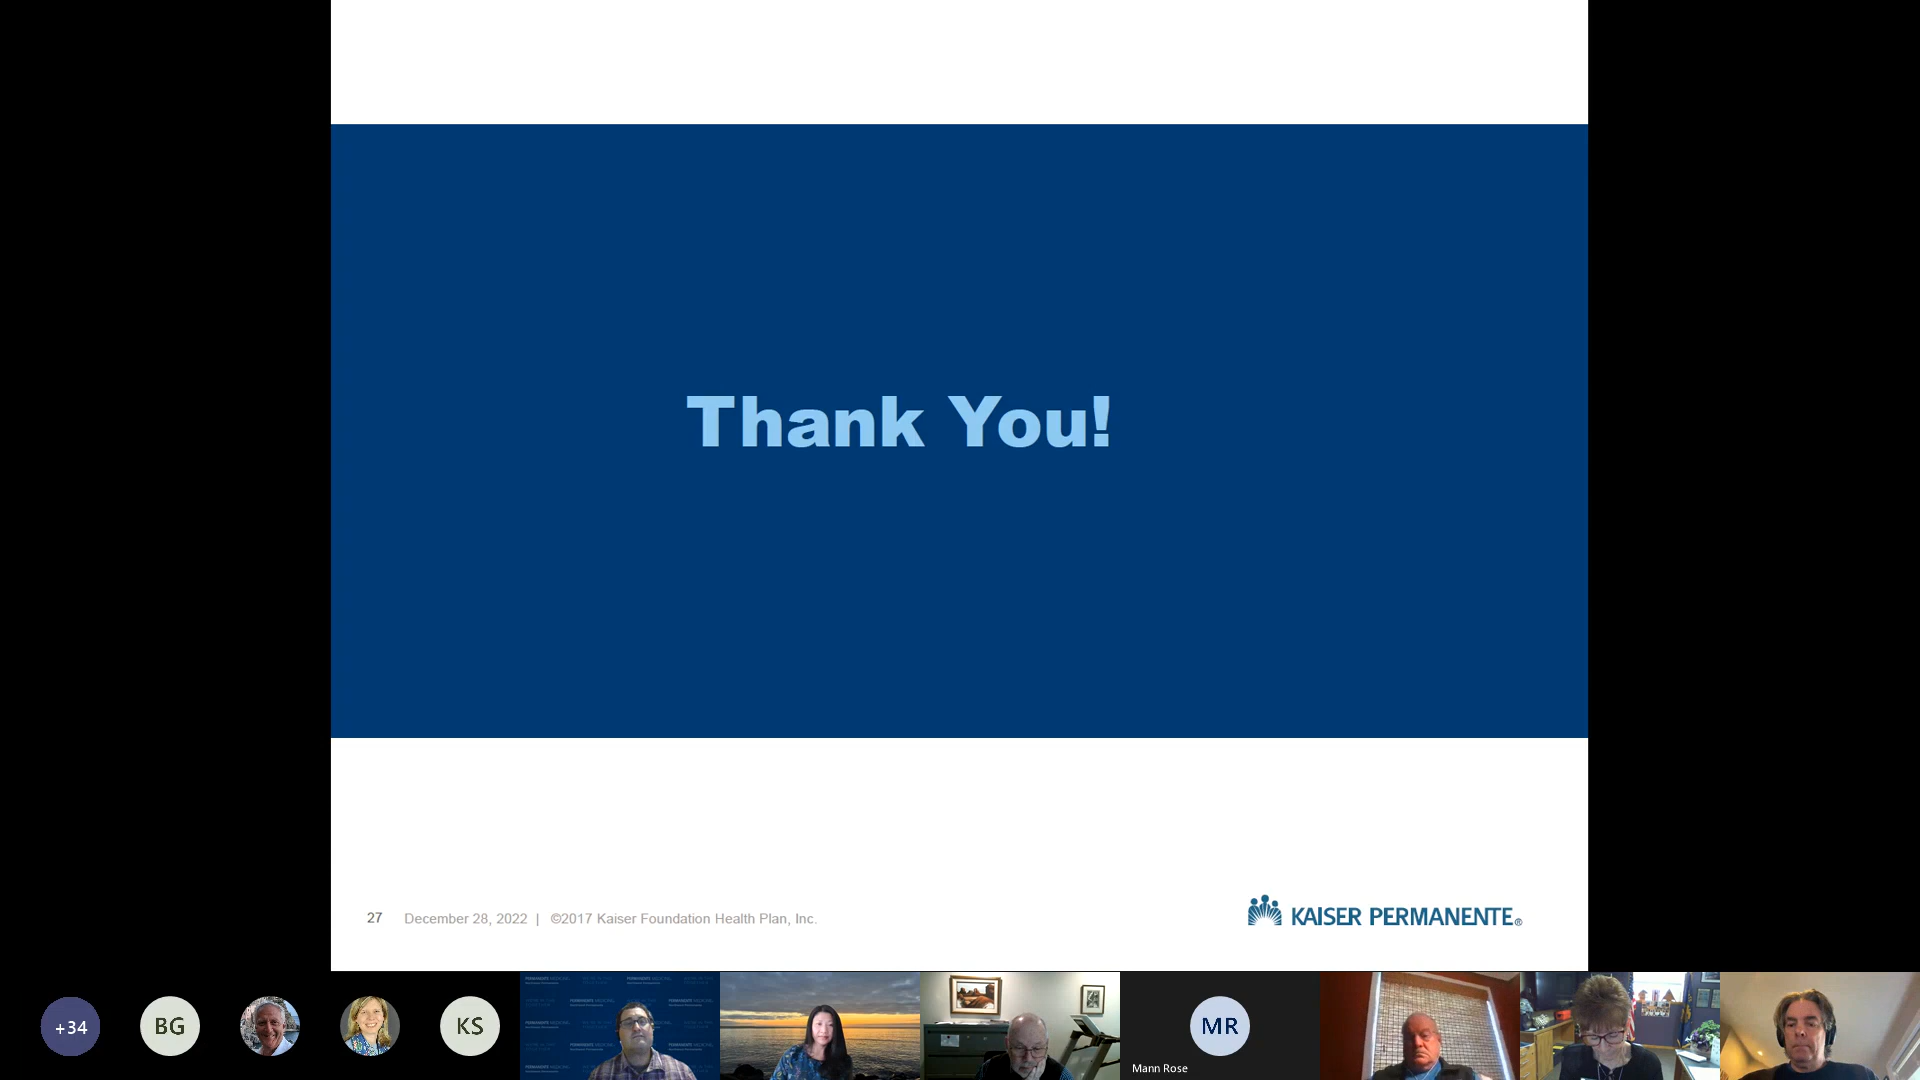 Thank You!
27 December 28, 2022 | ©2017 Kaiser Foundation Health Plan, Inc.
KAISER PERMANENTE®
+34
BG
KS
MR
Mann Rose